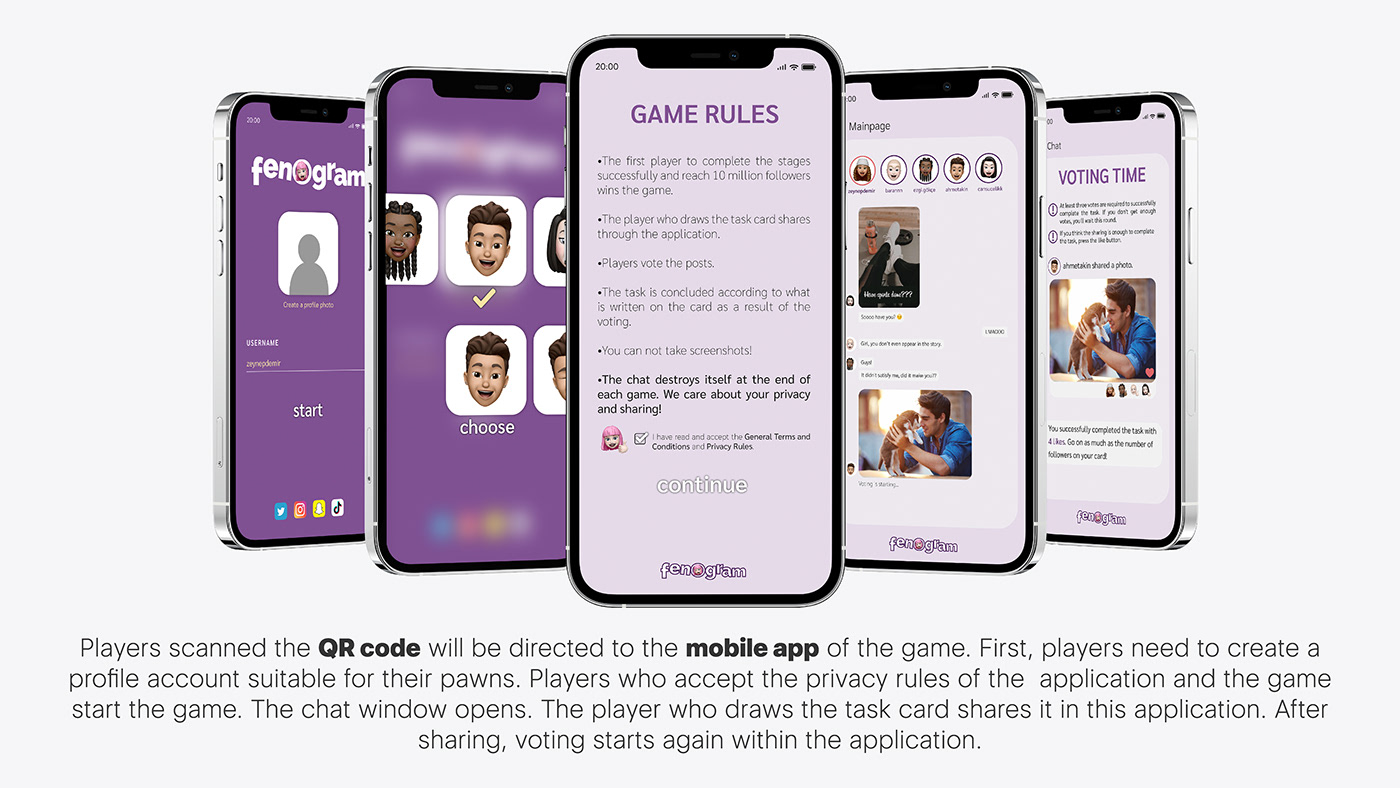 20:00
fenogram
Create a profile photo
USERNAME
zeynepdemir
start
choose
20:00
GAME RULES
•The first player to complete the stages
successfully and reach 10 million followers
wins the game.
•The player who draws the task card shares
through the application.
•Players vote the posts.
•The task is concluded according to what
is written on the card as a result of the
voting.
•You can not take screenshots!
•The chat destroys itself at the end of
each game. We care about your privacy
and sharing!
I have read and accept the General Terms and
Conditions and Privacy Rules.
continue
fenogram
:00
Mainpage
zeynepdemir
barannn
ezgi.gökçe
ahmetakin
cansucelikk
Have quids time???
Soooo have you?
LMAOOO
Girl, you don't even appear in the story.
Guys!
It didn't satisfy me, did it make you??
Voting is starting...
fenogram
00
Chat
VOTING TIME
At least three votes are required to successfully
complete the task. If you don't get enough
votes, you'll wait this round.
If you think the sharing is enough to complete
the task, press the like button.
ahmetakin shared a photo.
You successfully completed the task with
4 likes. Go on as much as the number of
followers on your card!
fenogram
Players scanned the QR code will be directed to the mobile app of the game. First, players need to create a
profile account suitable for their pawns. Players who accept the privacy rules of the application and the game
start the game. The chat window opens. The player who draws the task card shares it in this application. After
sharing, voting starts again within the application.